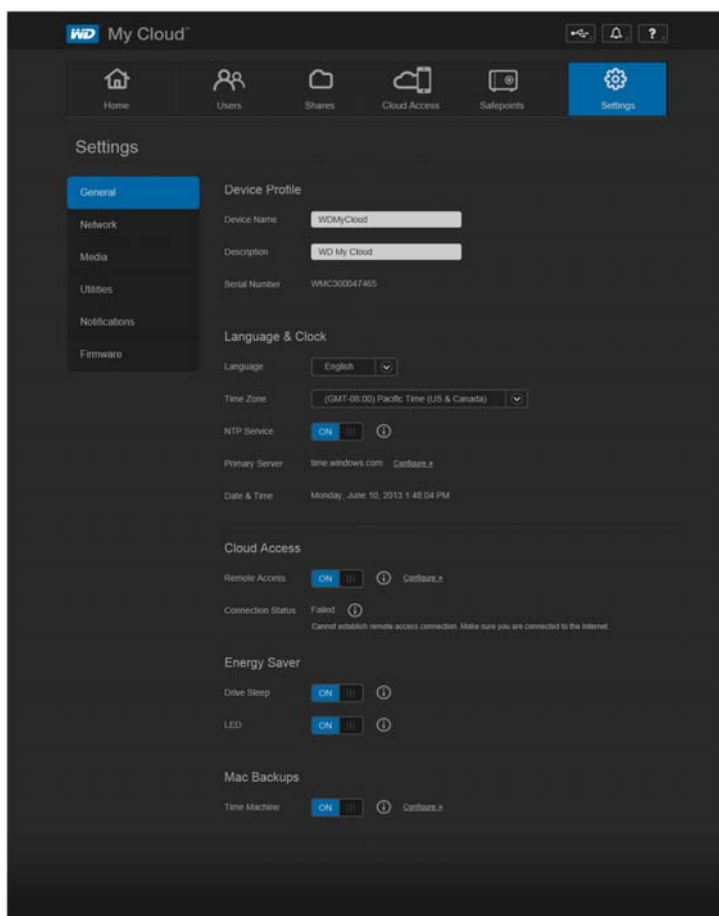 WD My Cloud
?
Home
Users
Shares
Cloud Access
Safepoints
Settings
Settings
General
Network
Media
Utilities
Notifications
Firmware
Device Profile
Device Name WDMyCloud
Description WD My Cloud
Serial Number WMC300047465
Language & Clock
Language English
Time Zone (GMT-08:00) Pacific Time (US & Canada)
NTP Service ON
Primary Server time.windows.com Configure »
Date & Time Monday, June 10, 2013 1:48:04 PM
Cloud Access
Remote Access ON Configure »
Connection Status Failed
Cannot establish remote access connection. Make sure you are connected to the Internet.
Energy Saver
Drive Sleep ON
LED ON
Mac Backups
Time Machine ON Configure »